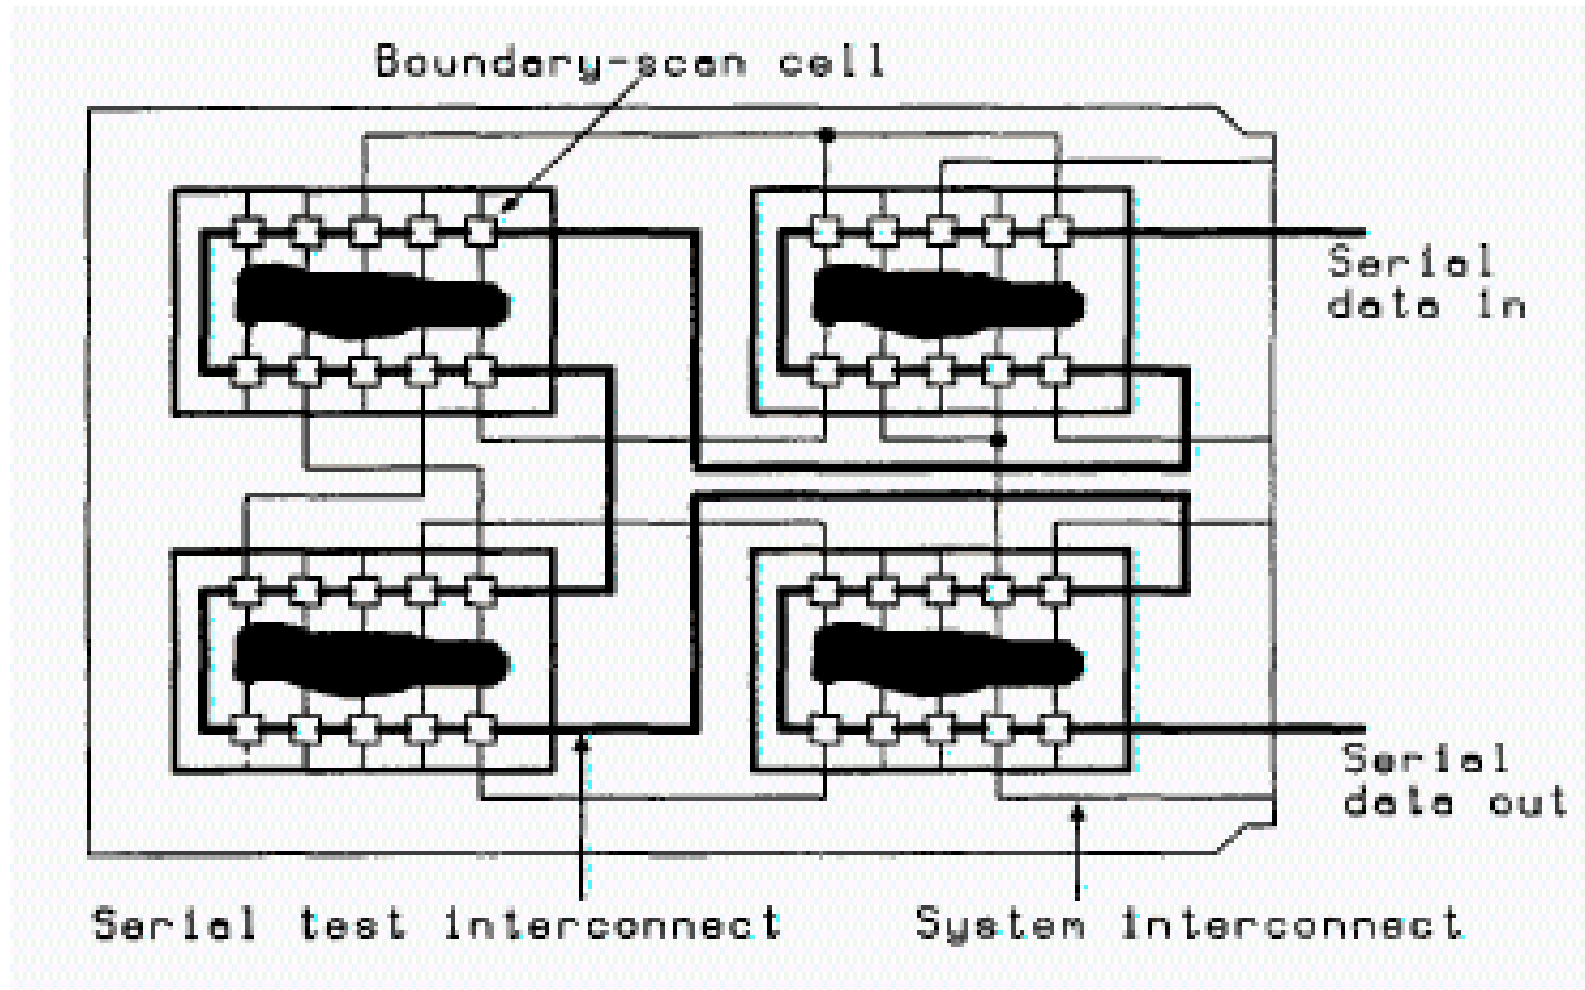 Boundary-scan cell
Serial
data in
Serial
data out
Serial test interconnect
System interconnect